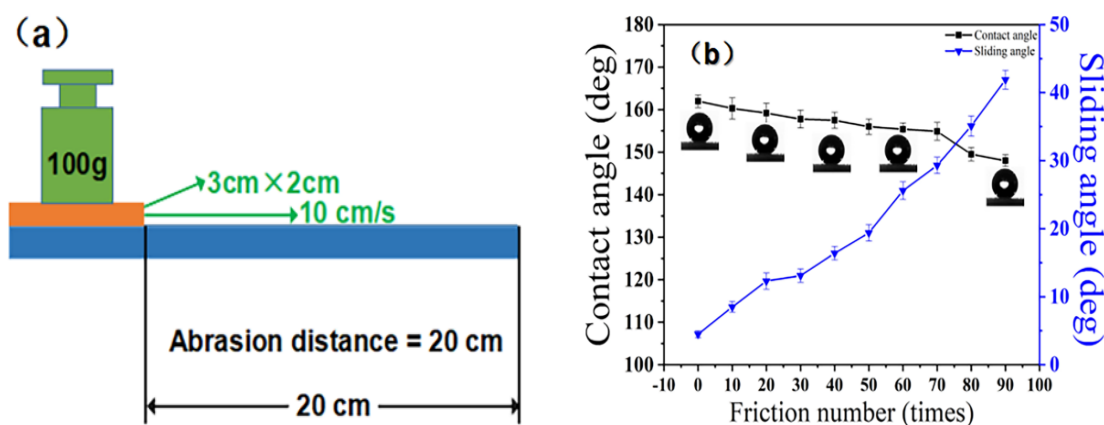 (a)
100g
3cm×2cm
10 cm/s
Abrasion distance = 20 cm
20 cm
(b)
Contact angle
Sliding angle
Contact angle (deg)
180
170
160
150
140
130
120
110
100
-10 0 10 20 30 40 50 60 70 80 90 100
Friction number (times)
50
40
30
20
10
0
Sliding angle (deg)